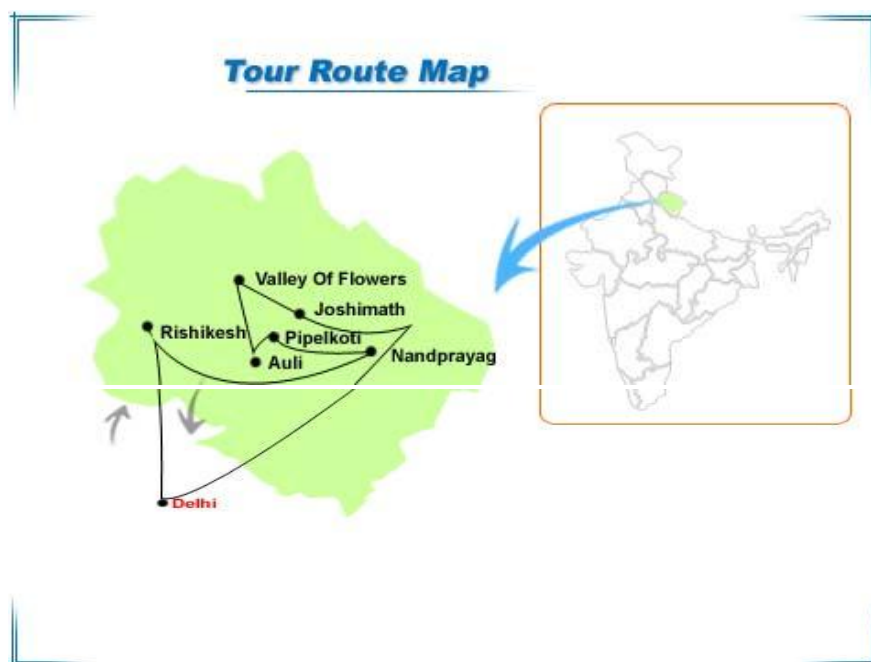 Tour Route Map
Valley Of Flowers
Joshimath
Rishikesh
Pipelkoti
Auli
Nandprayag
Delhi